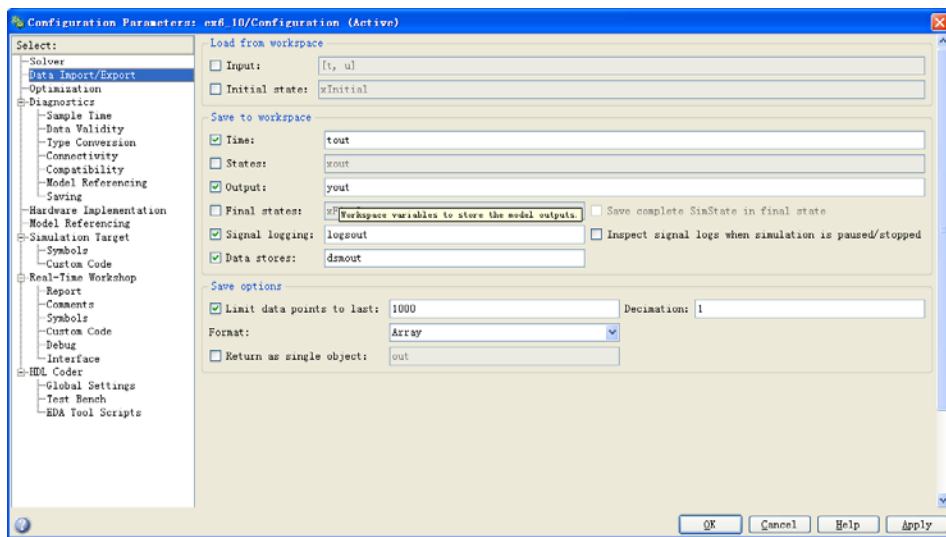 Configuration Parameters: ex6_10/Configuration (Active)
Select:
Solver
Data Import/Export
Optimization
Diagnostics
Sample Time
Data Validity
Type Conversion
Connectivity
Compatibility
Model Referencing
Saving
Hardware Implementation
Model Referencing
Simulation Target
Symbols
Custom Code
Real-Time Workshop
Report
Comments
Symbols
Custom Code
Debug
Interface
HDL Coder
Global Settings
Test Bench
EDA Tool Scripts
Load from workspace
Input: [t, u]
Initial state: xInitial
Save to workspace
Time: tout
States: xout
Output: yout
Final states: Save complete SimState in final state
Workspace variables to store the model outputs.
Signal logging: logsout Inspect signal logs when simulation is paused/stopped
Data stores: dsmout
Save options
Limit data points to last: 1000 Decimation: 1
Format: Array
Return as single object: out
OK Cancel Help Apply